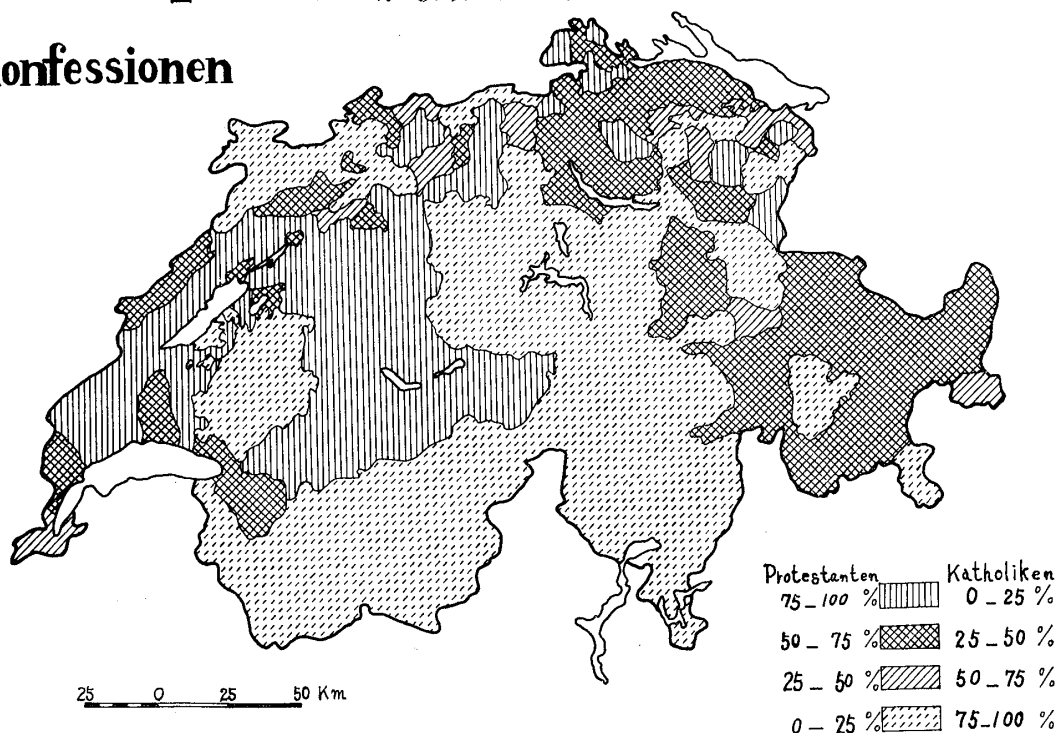 onfessionen
Protestanten Katholiken
75-100 % 0-25 %
50-75 % 25-50 %
25-50 % 50-75 %
0-25 % 75-100 %
25 0 25 50 Km